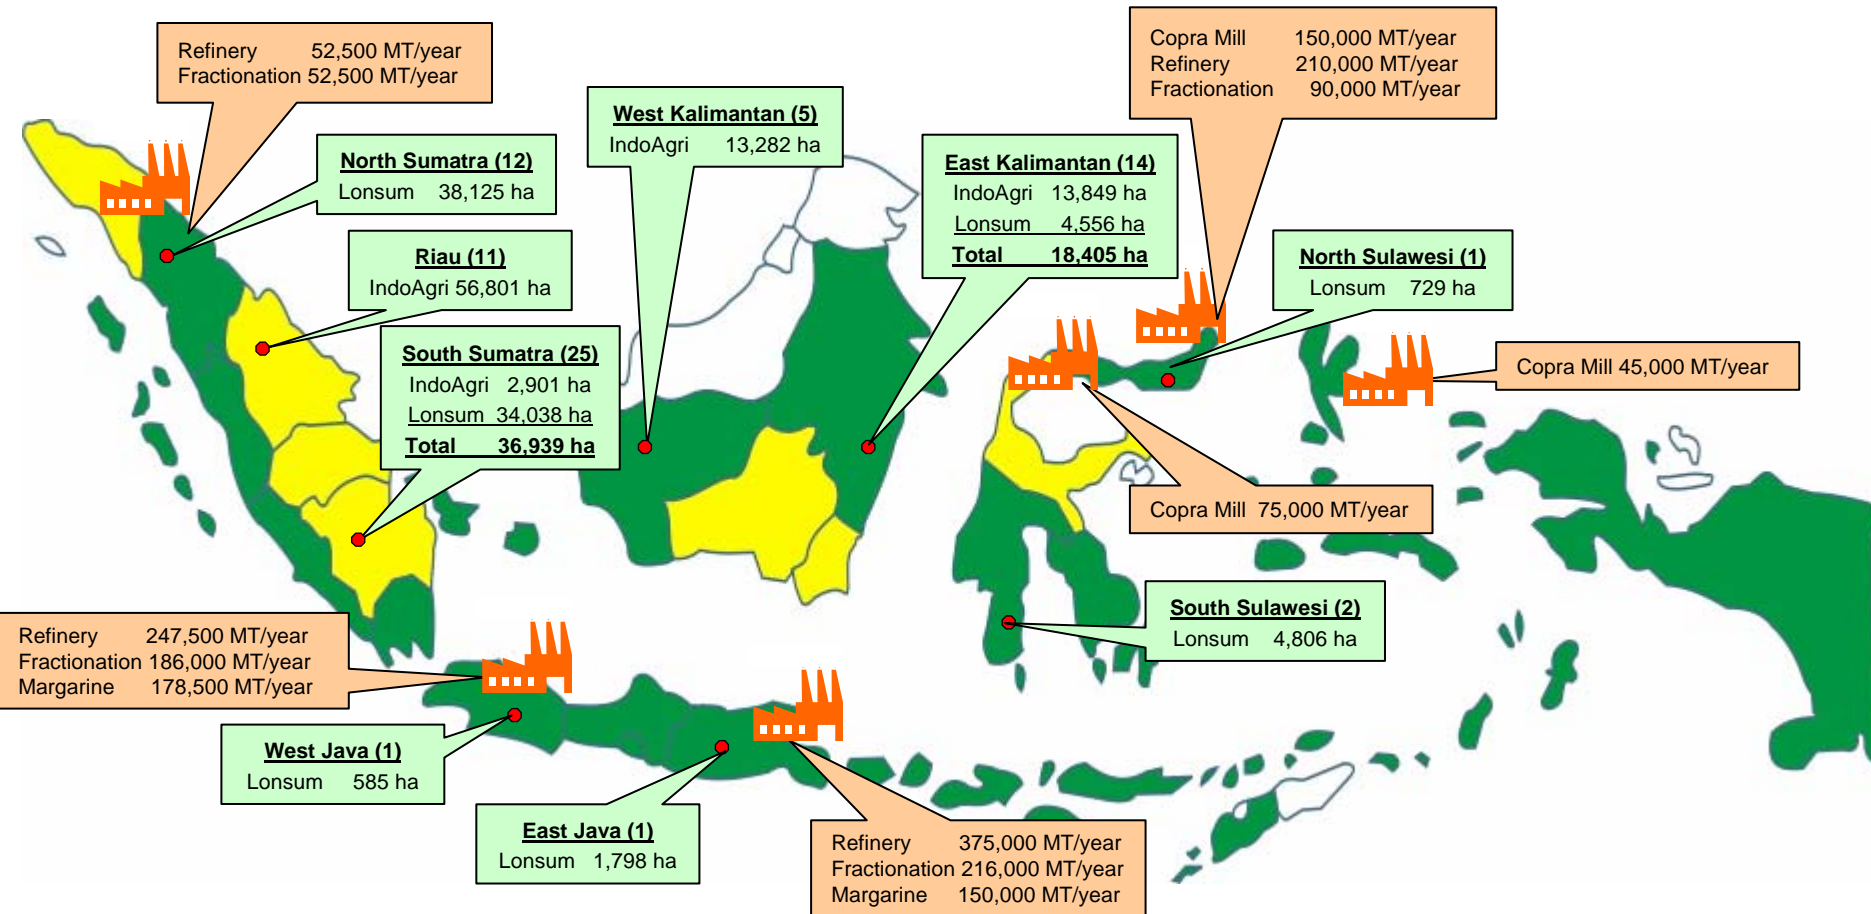 Refinery 52,500 MT/year
Fractionation 52,500 MT/year
Copra Mill 150,000 MT/year
Refinery 210,000 MT/year
Fractionation 90,000 MT/year
West Kalimantan (5)
IndoAgri 13,282 ha
North Sumatra (12)
Lonsum 38,125 ha
East Kalimantan (14)
IndoAgri 13,849 ha
Lonsum 4,556 ha
Total 18,405 ha
Riau (11)
IndoAgri 56,801 ha
North Sulawesi (1)
Lonsum 729 ha
South Sumatra (25)
IndoAgri 2,901 ha
Lonsum 34,038 ha
Total 36,939 ha
Copra Mill 45,000 MT/year
Copra Mill 75,000 MT/year
South Sulawesi (2)
Lonsum 4,806 ha
Refinery 247,500 MT/year
Fractionation 186,000 MT/year
Margarine 178,500 MT/year
West Java (1)
Lonsum 585 ha
East Java (1)
Lonsum 1,798 ha
Refinery 375,000 MT/year
Fractionation 216,000 MT/year
Margarine 150,000 MT/year